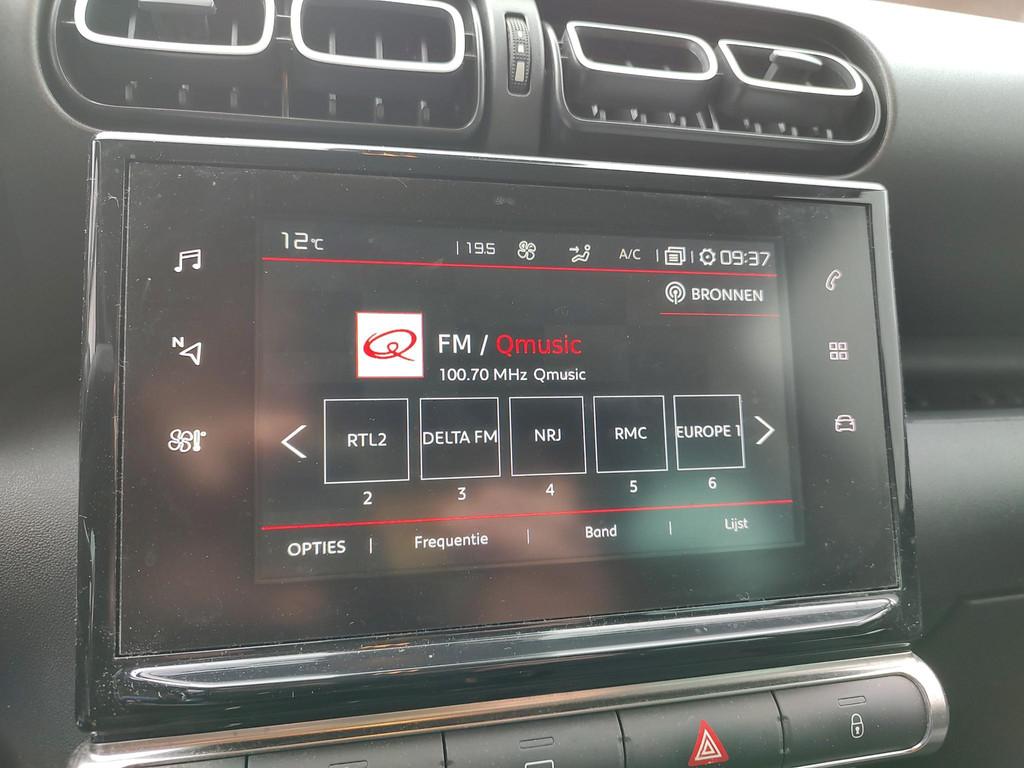 12°C | 19.5 A/C | | 09:37
BRONNEN
FM / Qmusic
100.70 MHz Qmusic
N
RTL2 DELTA FM NRJ RMC EUROPE 1
2 3 4 5 6
OPTIES | Frequentie | Band | Lijst